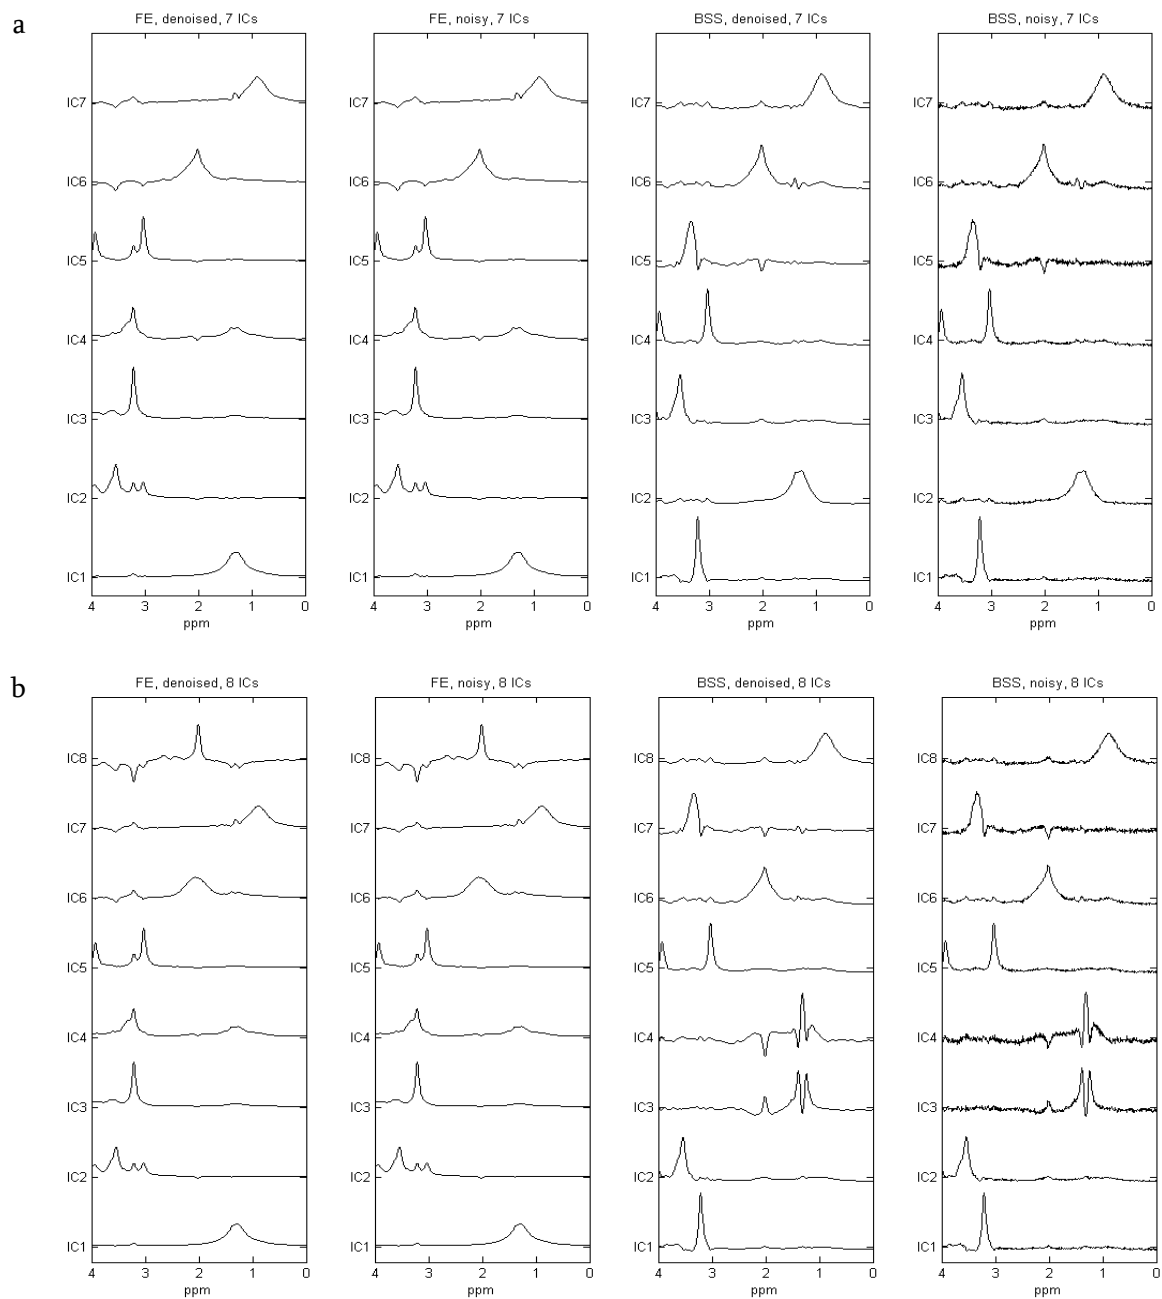 a
FE, denoised, 7 ICs
FE, noisy, 7 ICs
BSS, denoised, 7 ICs
BSS, noisy, 7 ICs
IC7
IC6
IC5
IC4
IC3
IC2
IC1
4 3 2 1 0
ppm
IC7
IC6
IC5
IC4
IC3
IC2
IC1
4 3 2 1 0
ppm
IC7
IC6
IC5
IC4
IC3
IC2
IC1
4 3 2 1 0
ppm
IC7
IC6
IC5
IC4
IC3
IC2
IC1
4 3 2 1 0
ppm
b
FE, denoised, 8 ICs
FE, noisy, 8 ICs
BSS, denoised, 8 ICs
BSS, noisy, 8 ICs
IC8
IC7
IC6
IC5
IC4
IC3
IC2
IC1
4 3 2 1 0
ppm
IC8
IC7
IC6
IC5
IC4
IC3
IC2
IC1
4 3 2 1 0
ppm
IC8
IC7
IC6
IC5
IC4
IC3
IC2
IC1
4 3 2 1 0
ppm
IC8
IC7
IC6
IC5
IC4
IC3
IC2
IC1
4 3 2 1 0
ppm